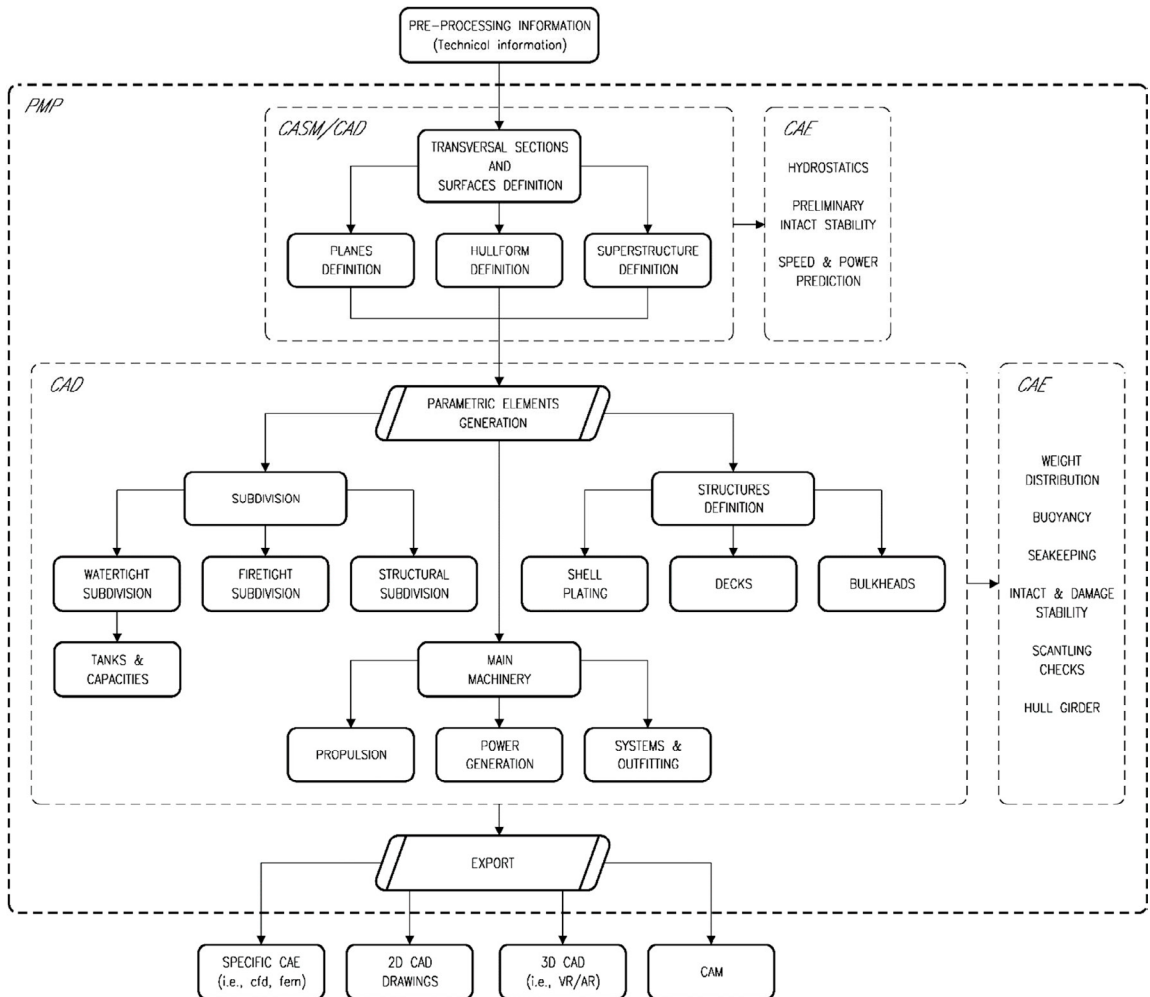 PRE-PROCESSING INFORMATION
(Technical information)
PMP
CASM/CAD
TRANSVERSAL SECTIONS
AND
SURFACES DEFINITION
PLANES
DEFINITION
HULLFORM
DEFINITION
SUPERSTRUCTURE
DEFINITION
CAE
HYDROSTATICS
PRELIMINARY
INTACT STABILITY
SPEED & POWER
PREDICTION
CAD
PARAMETRIC ELEMENTS
GENERATION
SUBDIVISION
STRUCTURES
DEFINITION
WATERTIGHT
SUBDIVISION
FIRETIGHT
SUBDIVISION
STRUCTURAL
SUBDIVISION
SHELL
PLATING
DECKS
BULKHEADS
TANKS &
CAPACITIES
MAIN
MACHINERY
PROPULSION
POWER
GENERATION
SYSTEMS &
OUTFITTING
CAE
WEIGHT
DISTRIBUTION
BUOYANCY
SEAKEEPING
INTACT & DAMAGE
STABILITY
SCANTLING
CHECKS
HULL GIRDER
EXPORT
SPECIFIC CAE
(i.e., cfd, fem)
2D CAD
DRAWINGS
3D CAD
(i.e., VR/AR)
CAM